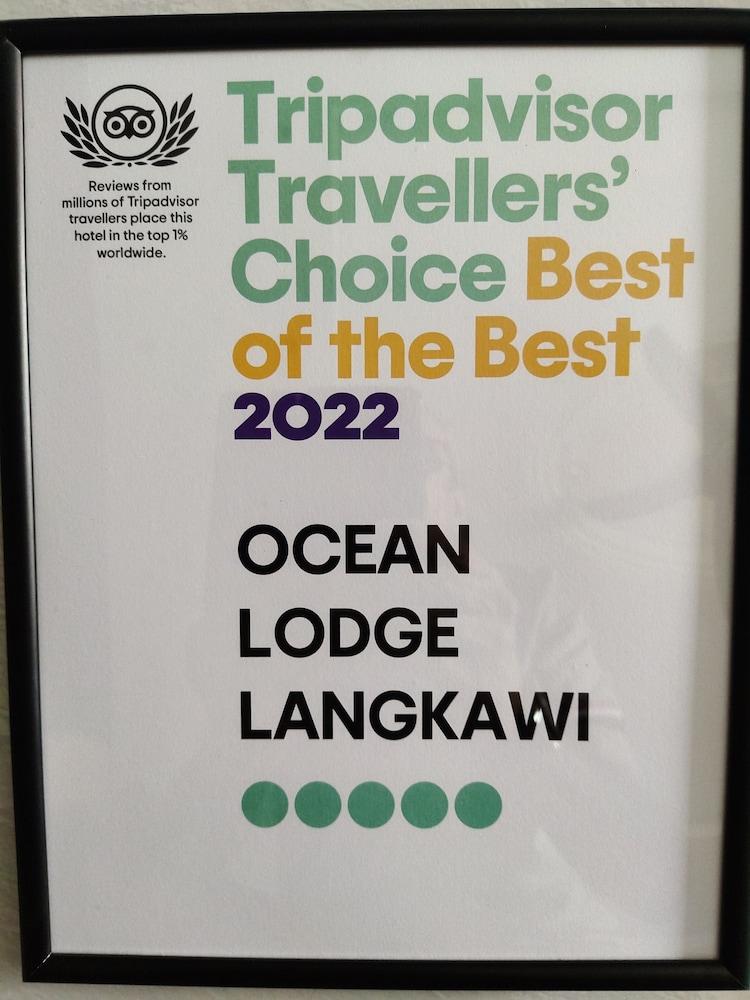 Reviews from
millions of Tripadvisor
travellers place this
hotel in the top 1%
worldwide.
Tripadvisor
Travellers’
Choice Best
of the Best
2022
OCEAN
LODGE
LANGKAWI